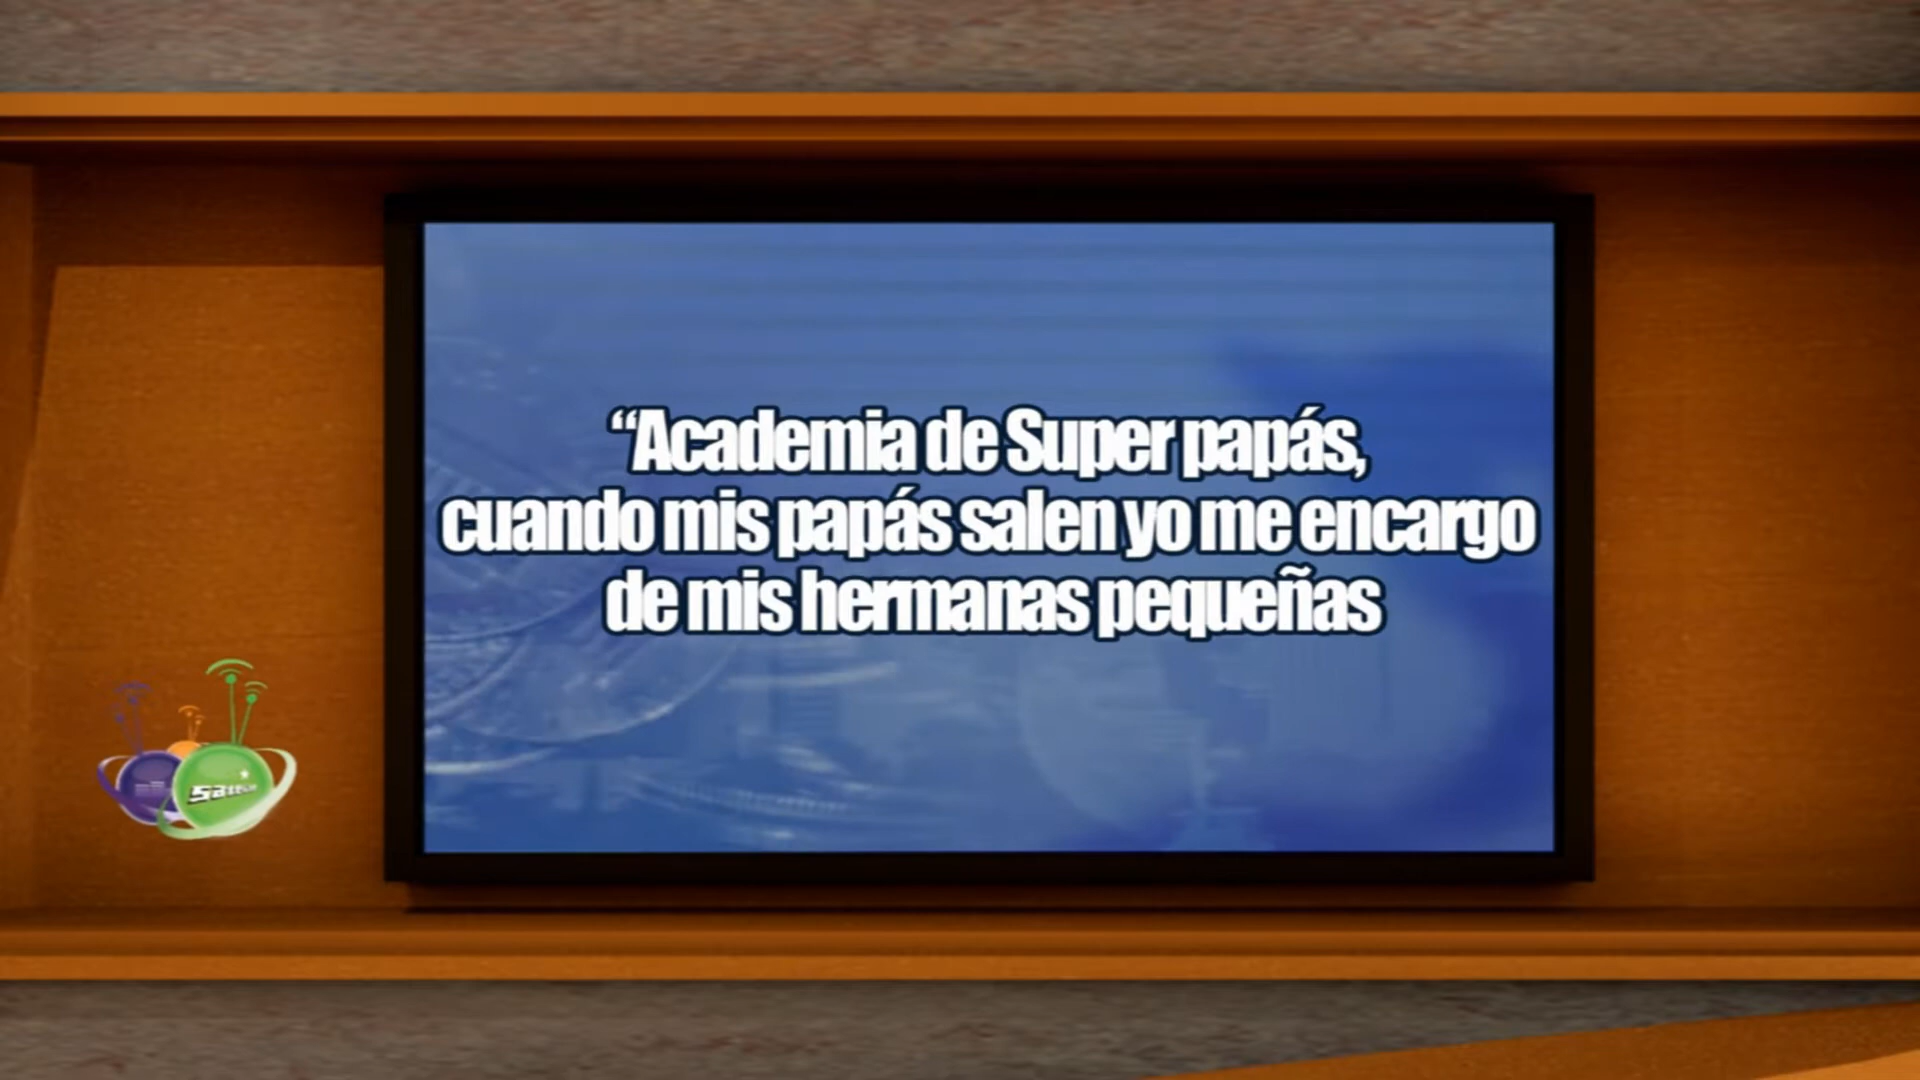 “Academia de Super papás,
cuando mis papás salen yo me encargo
de mis hermanas pequeñas